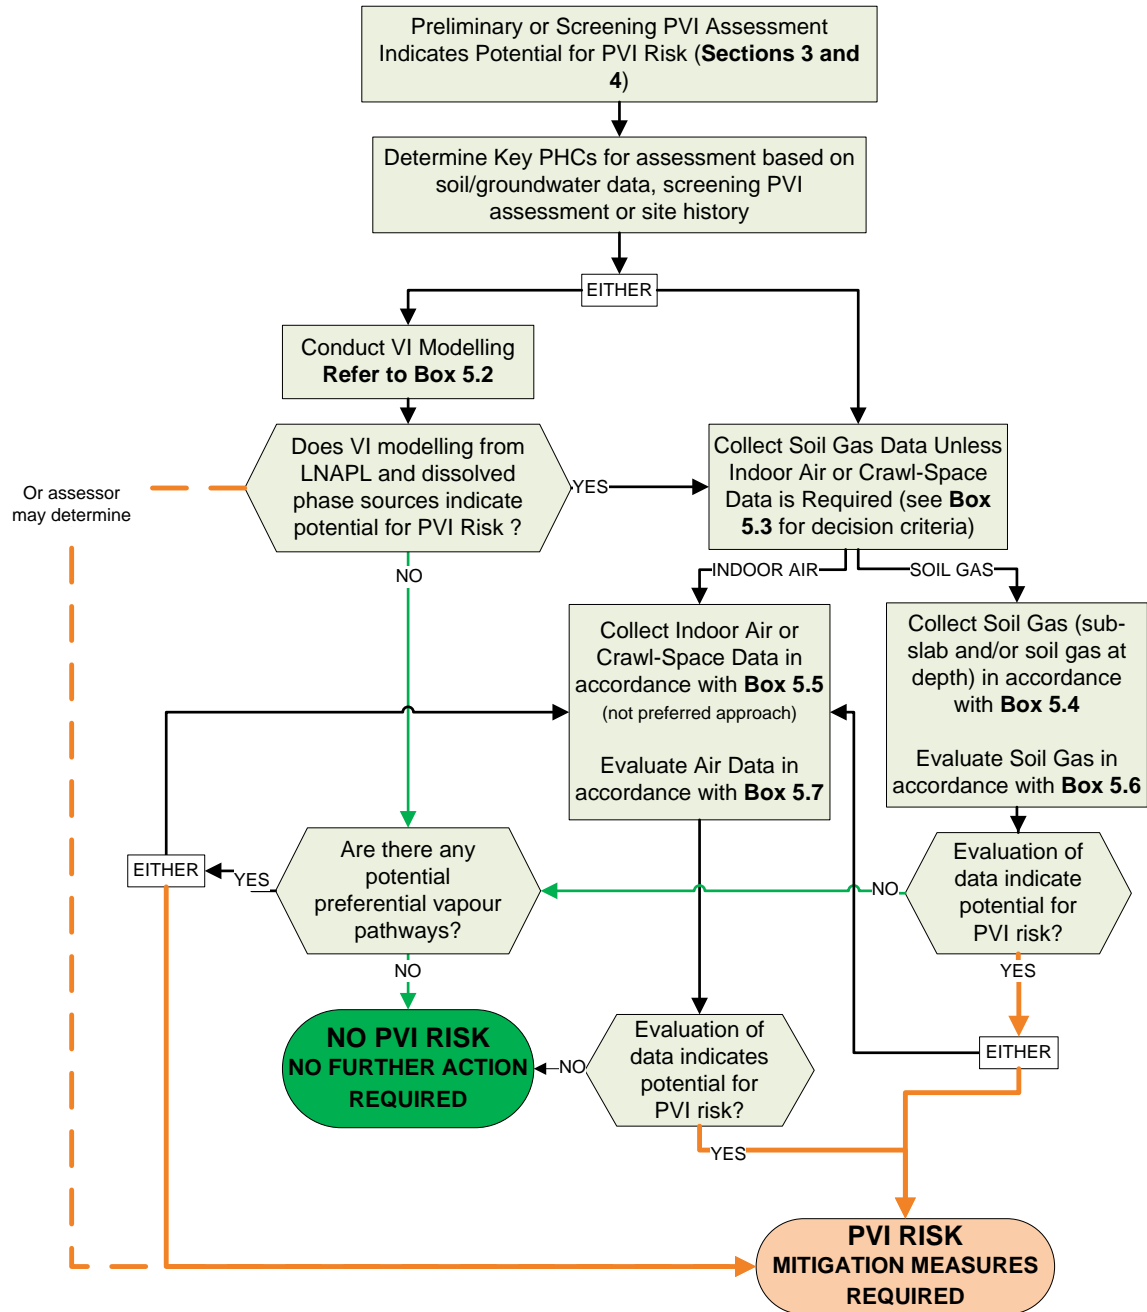 Preliminary or Screening PVI Assessment
Indicates Potential for PVI Risk (Sections 3 and
4)
Determine Key PHCs for assessment based on
soil/groundwater data, screening PVI
assessment or site history
EITHER
Conduct VI Modelling
Refer to Box 5.2
Does VI modelling from
LNAPL and dissolved
phase sources indicate
potential for PVI Risk ?
YES
Collect Soil Gas Data Unless
Indoor Air or Crawl-Space
Data is Required (see Box
5.3 for decision criteria)
Or assessor
may determine
NO
INDOOR AIR
SOIL GAS
Collect Indoor Air or
Crawl-Space Data in
accordance with Box 5.5
(not preferred approach)
Evaluate Air Data in
accordance with Box 5.7
Collect Soil Gas (sub-
slab and/or soil gas at
depth) in accordance
with Box 5.4
Evaluate Soil Gas in
accordance with Box 5.6
EITHER
YES
Are there any
potential
preferential vapour
pathways?
NO
Evaluation of
data indicate
potential for
PVI risk?
NO
YES
NO PVI RISK
NO FURTHER ACTION
REQUIRED
NO
Evaluation of
data indicates
potential for
PVI risk?
EITHER
YES
PVI RISK
MITIGATION MEASURES
REQUIRED